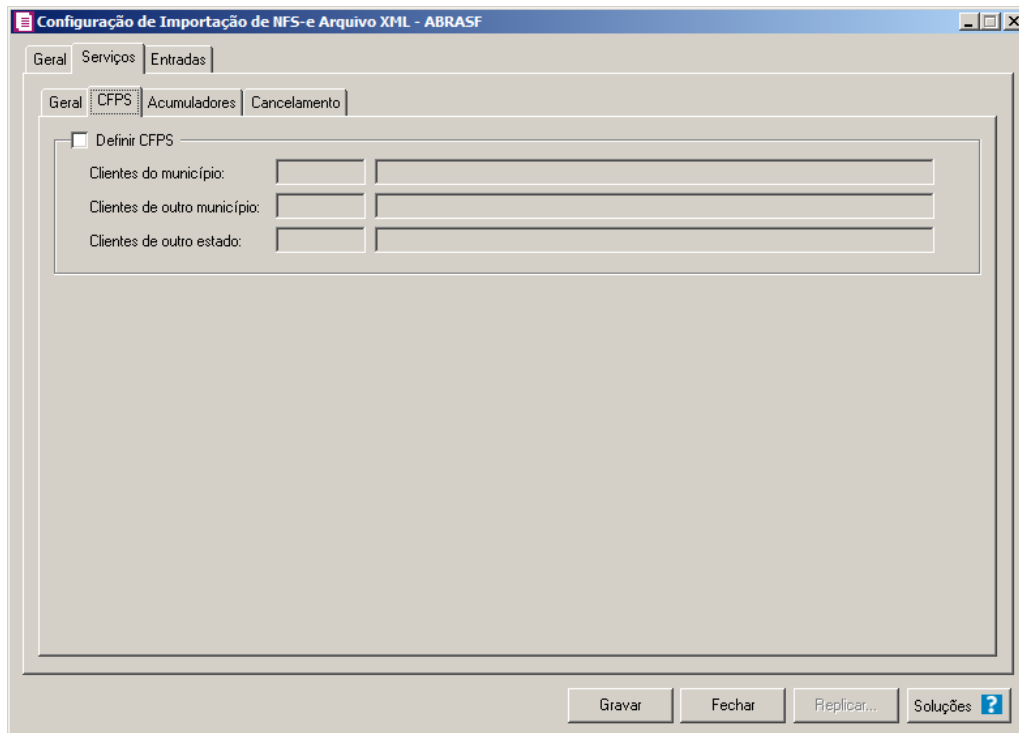 Configuração de Importação de NFS-e Arquivo XML - ABRASF
Geral Serviços Entradas
Geral CFPS Acumuladores Cancelamento
Definir CFPS
Clientes do município:
Clientes de outro município:
Clientes de outro estado:
Gravar Fechar Replicar... Soluções ?